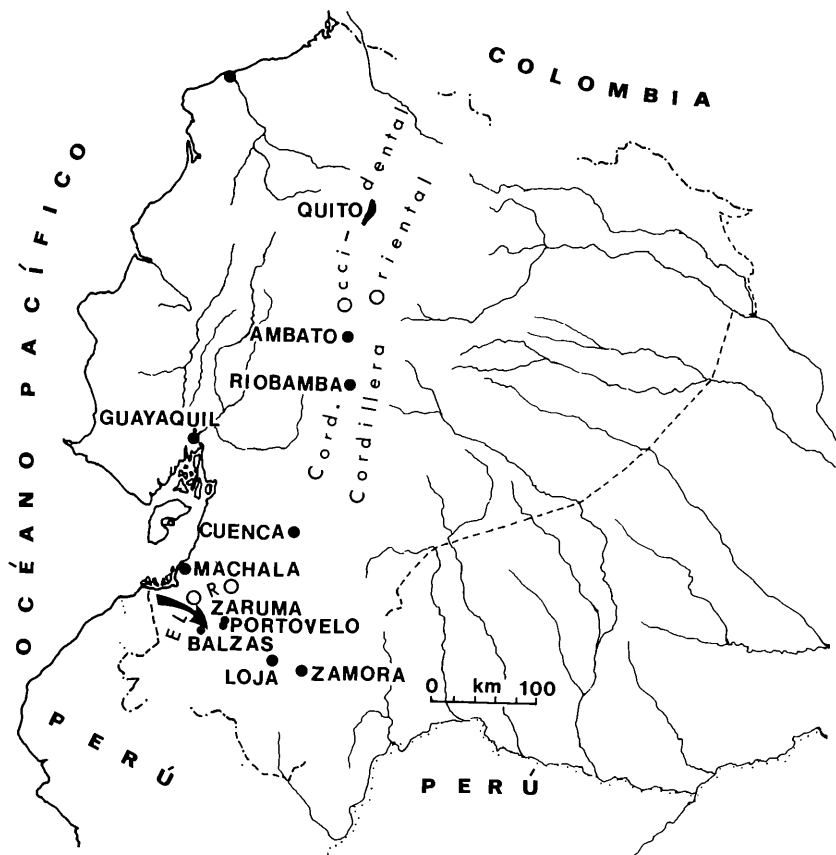 COLOMBIA
OCÉANO PACÍFICO
QUITO
Cord. Occi-dental
Cordillera Oriental
AMBATO
RIOBAMBA
GUAYAQUIL
CUENCA
MACHALA
EL ORO
ZARUMA
PORTOVELO
BALZAS
LOJA
ZAMORA
0 km 100
PERÚ
PERÚ